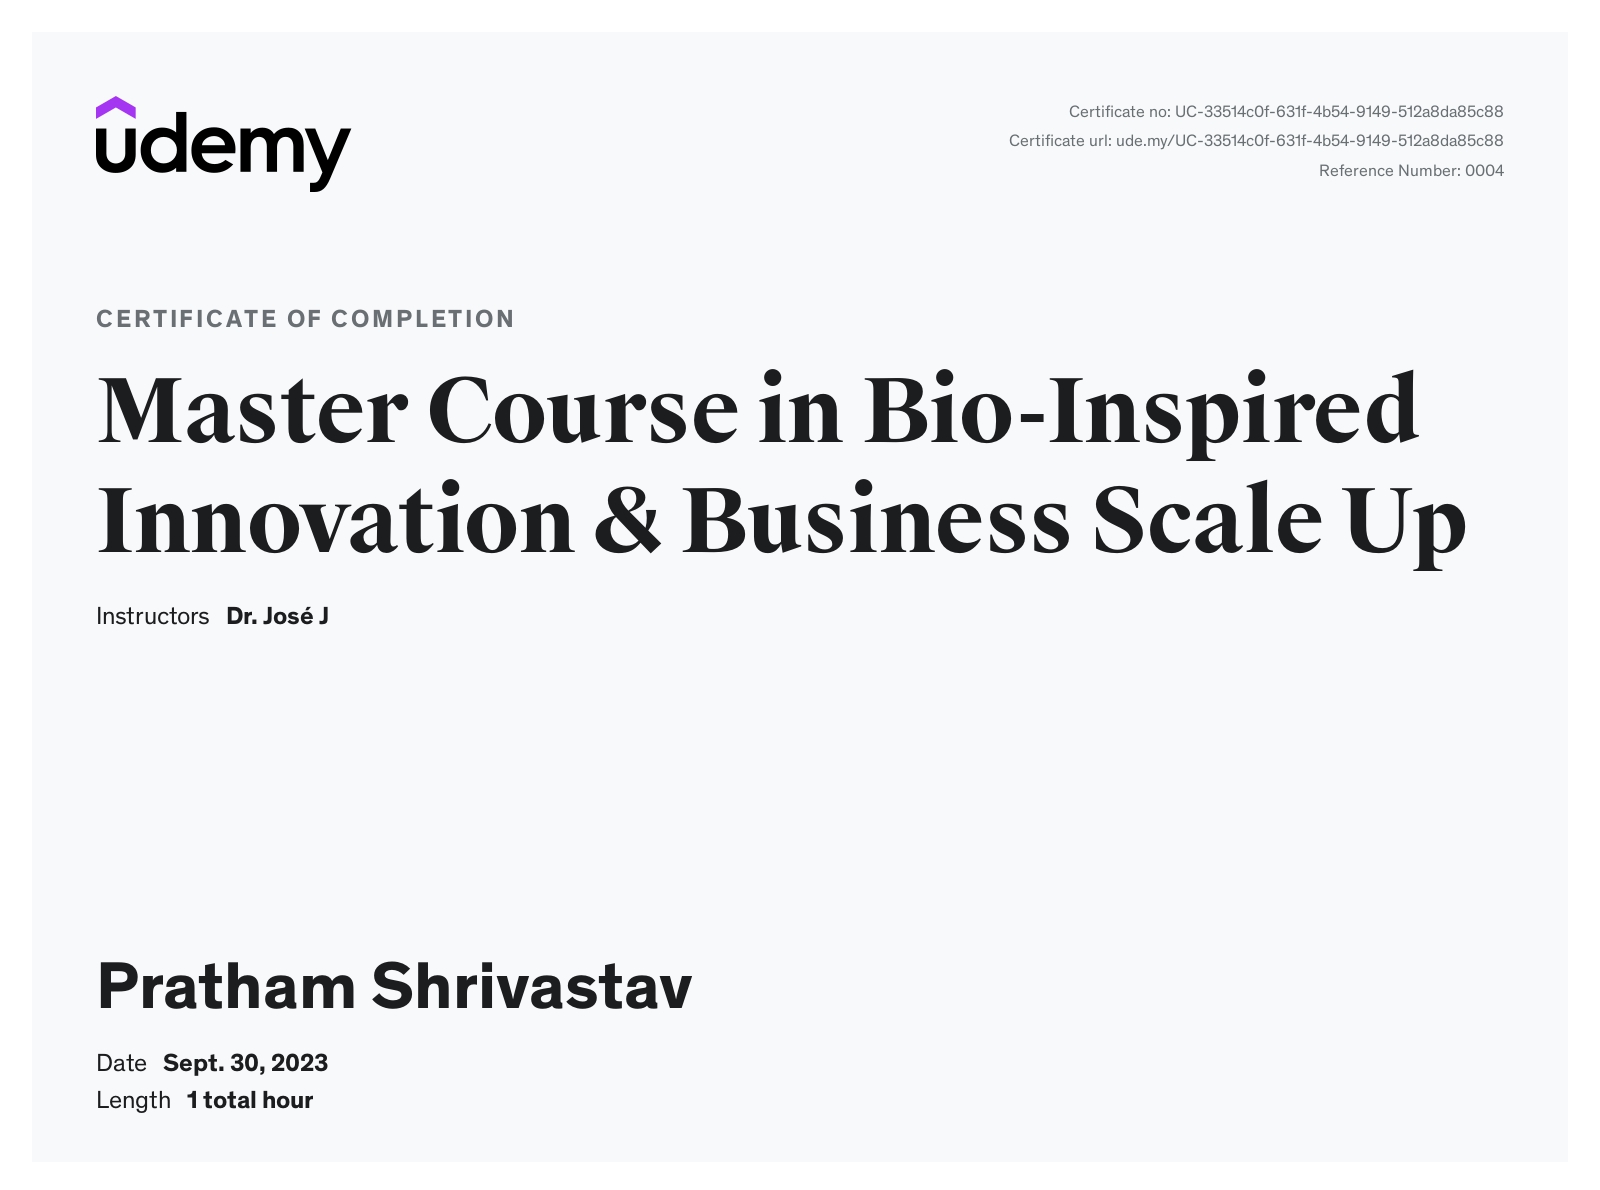 udemy
Certificate no: UC-33514c0f-631f-4b54-9149-512a8da85c88
Certificate url: ude.my/UC-33514c0f-631f-4b54-9149-512a8da85c88
Reference Number: 0004
CERTIFICATE OF COMPLETION
Master Course in Bio-Inspired
Innovation & Business Scale Up
Instructors Dr. José J
Pratham Shrivastav
Date Sept. 30, 2023
Length 1 total hour